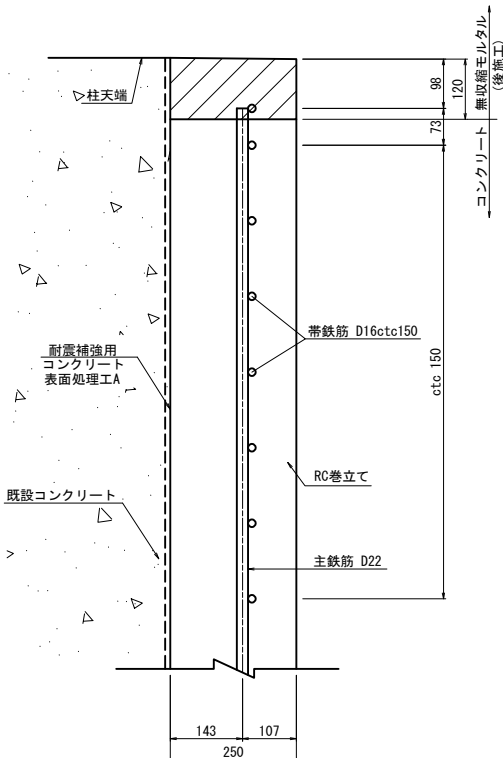 柱天端
98
120
73
無収縮モルタル
(後施工)
コンクリート
帯鉄筋 D16ctc150
ctc 150
耐震補強用
コンクリート
表面処理工A
RC巻立て
既設コンクリート
主鉄筋 D22
143
107
250